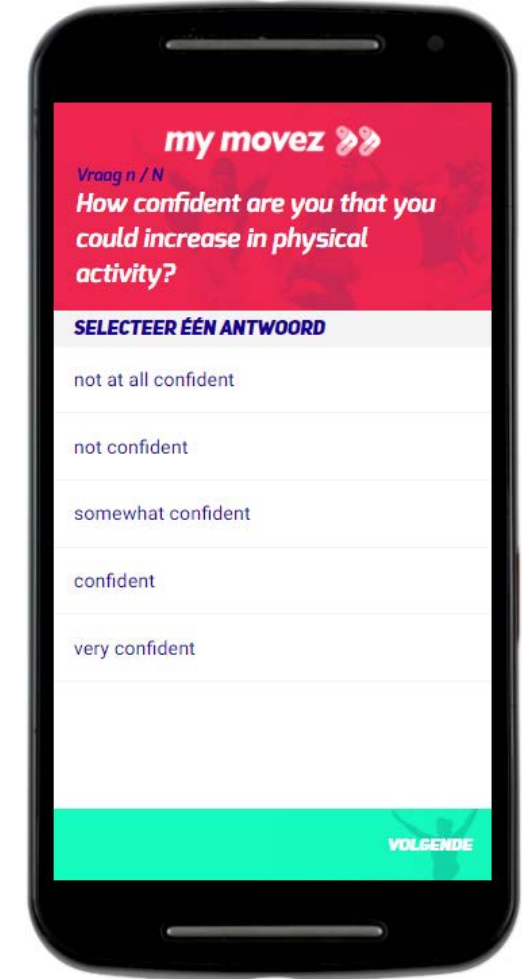 my movez
Vraag n / N
How confident are you that you
could increase in physical
activity?
SELECTEER ÉÉN ANTWOORD
not at all confident
not confident
somewhat confident
confident
very confident
VOLGENDE